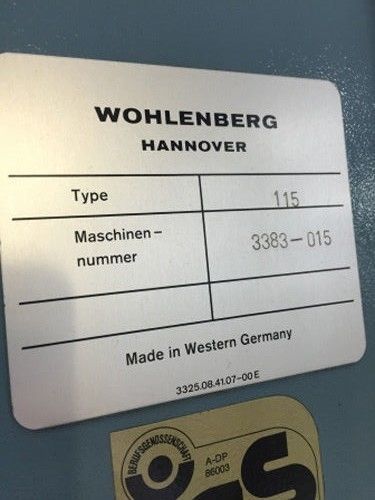 WOHLENBERG
HANNOVER
Type 115
Maschinen-
nummer 3383-015
Made in Western Germany
3325.08.41.07-00 E
BERUFSGENOSSENSCHAFT
A-DP
86003
GS